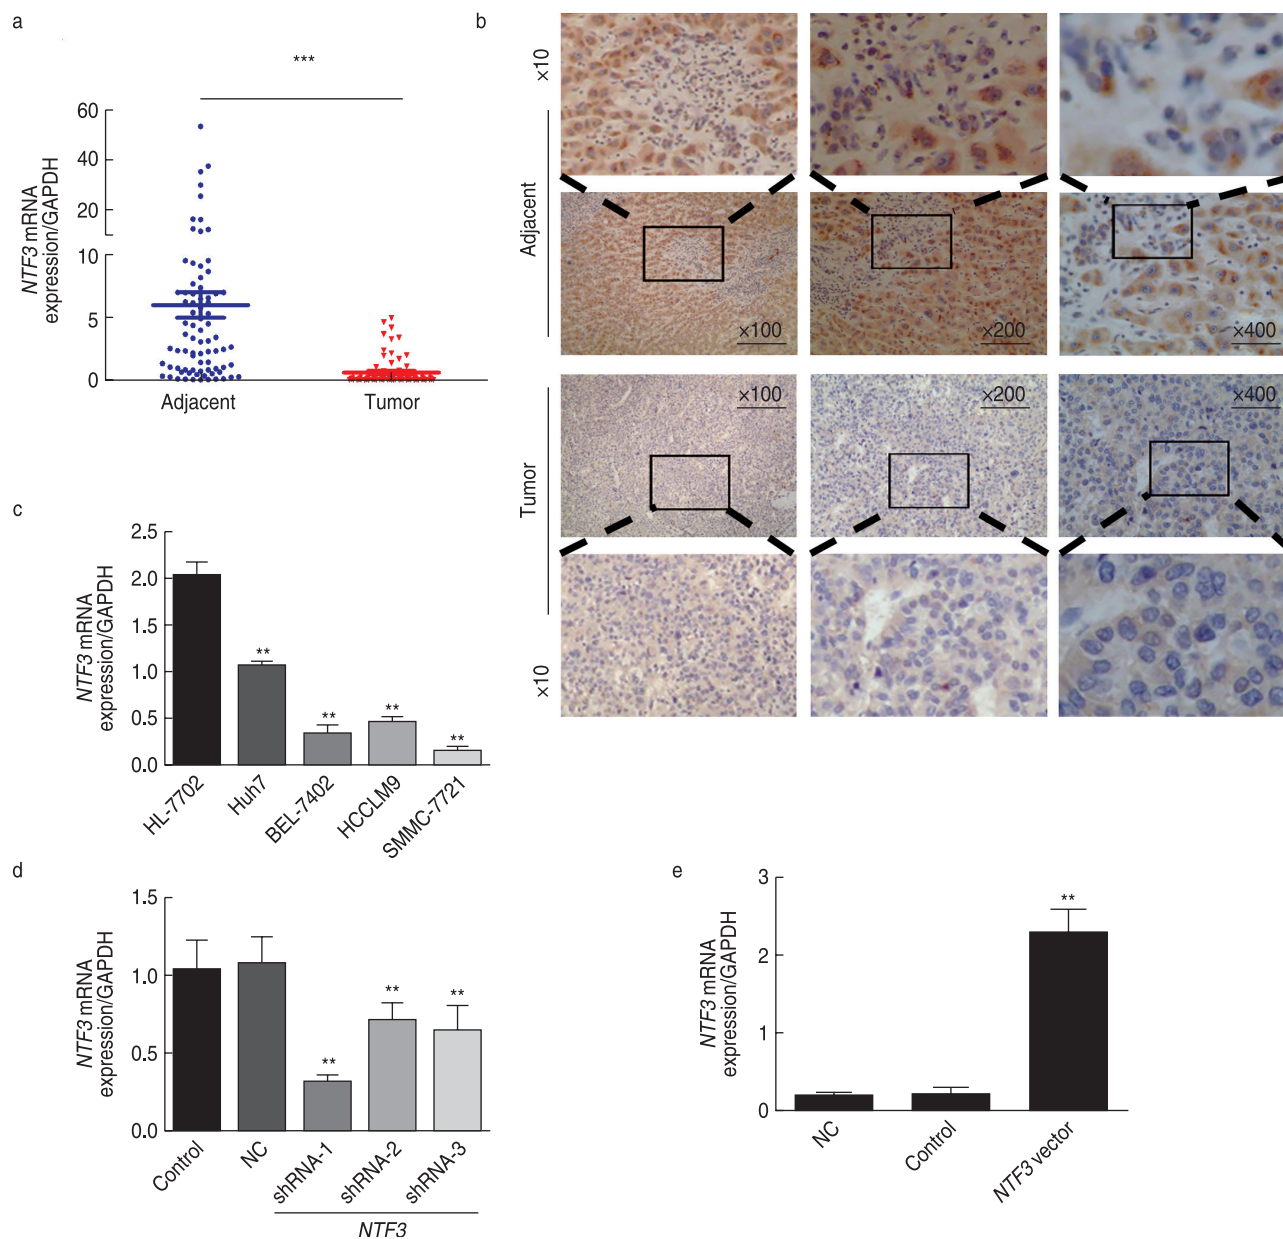 a
***
NTF3 mRNA
expression/GAPDH
60
40
20
10
5
0
Adjacent
Tumor
b
×10
Adjacent
×100
×200
×400
Tumor
×100
×200
×400
×10
c
NTF3 mRNA
expression/GAPDH
2.5
2.0
1.5
1.0
0.5
0.0
**
**
**
**
HL-7702
Huh7
BEL-7402
HCCLM9
SMMC-7721
d
NTF3 mRNA
expression/GAPDH
1.5
1.0
0.5
0.0
**
**
**
Control
NC
shRNA-1
shRNA-2
shRNA-3
NTF3
e
NTF3 mRNA
expression/GAPDH
3
2
1
0
**
NC
Control
NTF3 vector